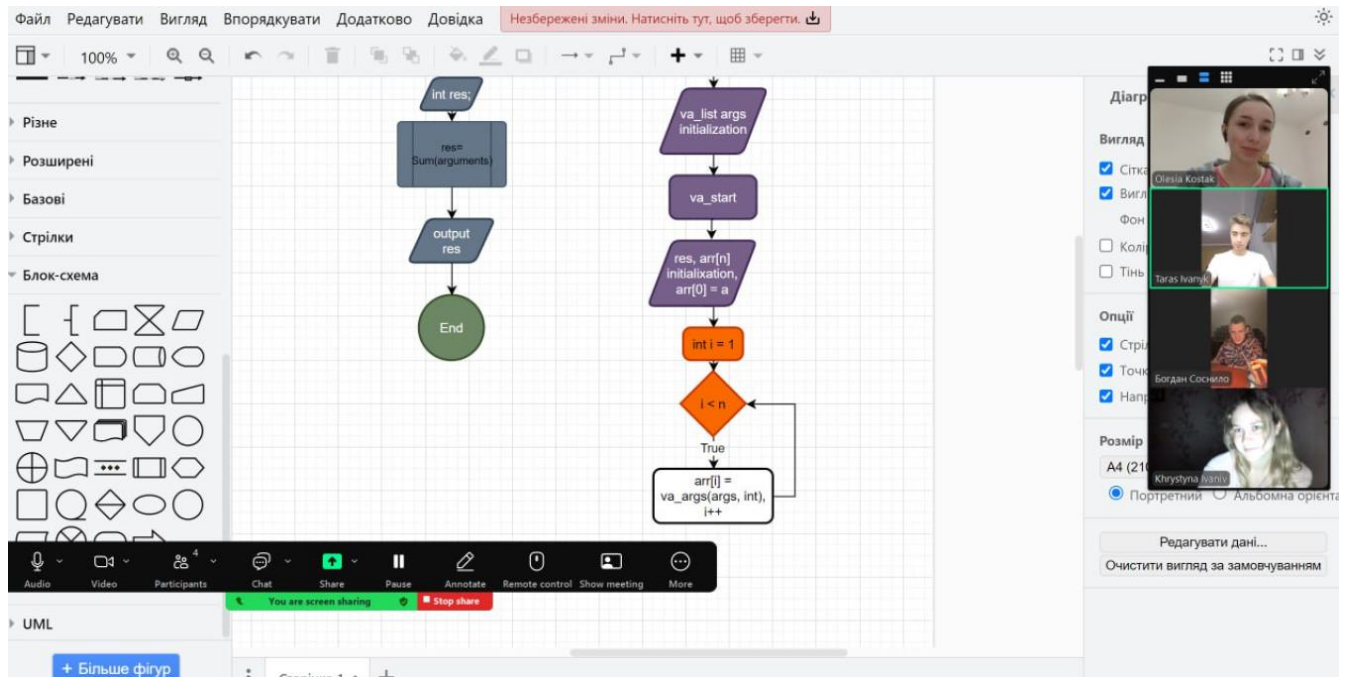 Файл Редагувати Вигляд Впорядкувати Додатково Довідка Незбережені зміни. Натисніть тут, щоб зберегти.
100%
Різне
Розширені
Базові
Стрілки
Блок-схема
UML
+ Більше фігур
int res;
res=
Sum(arguments)
output
res
End
va_list args
initialization
va_start
res, arr[n]
initialixation,
arr[0] = a
int i = 1
i < n
True
arr[i] =
va_args(args, int),
i++
Вигляд
Опції
Розмір
A4 (210
Портретний Альбомна орієнта
Редагувати дані...
Очистити вигляд за замовчуванням
Olesia Kostak
Taras Ivanyk
Богдан Соснило
Khrystyna Ivaniv
4
Audio Video Participants Chat Share Pause Annotate Remote control Show meeting More
You are screen sharing Stop share